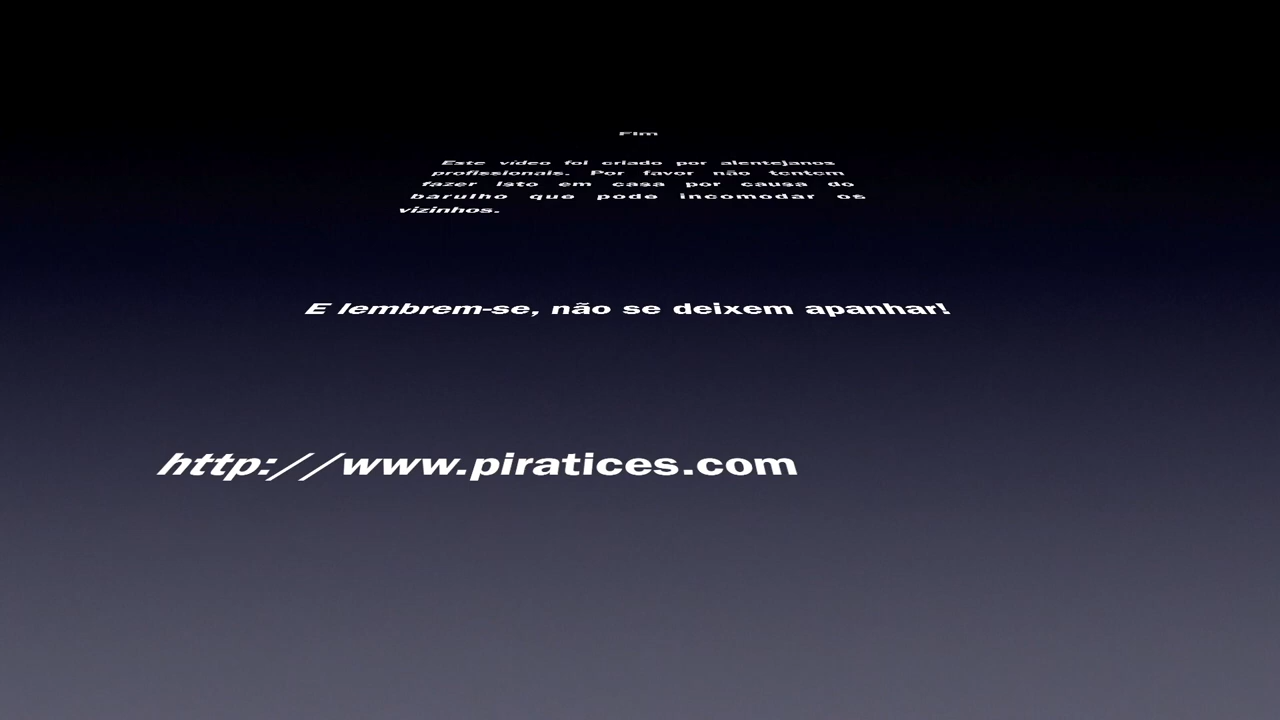 Fim
Este vídeo foi criado por alentejanos
profissionais. Por favor não tentem
fazer isto em casa por causa do
barulho que pode incomodar os
vizinhos.
E lembrem-se, não se deixem apanhar!
http://www.piratices.com